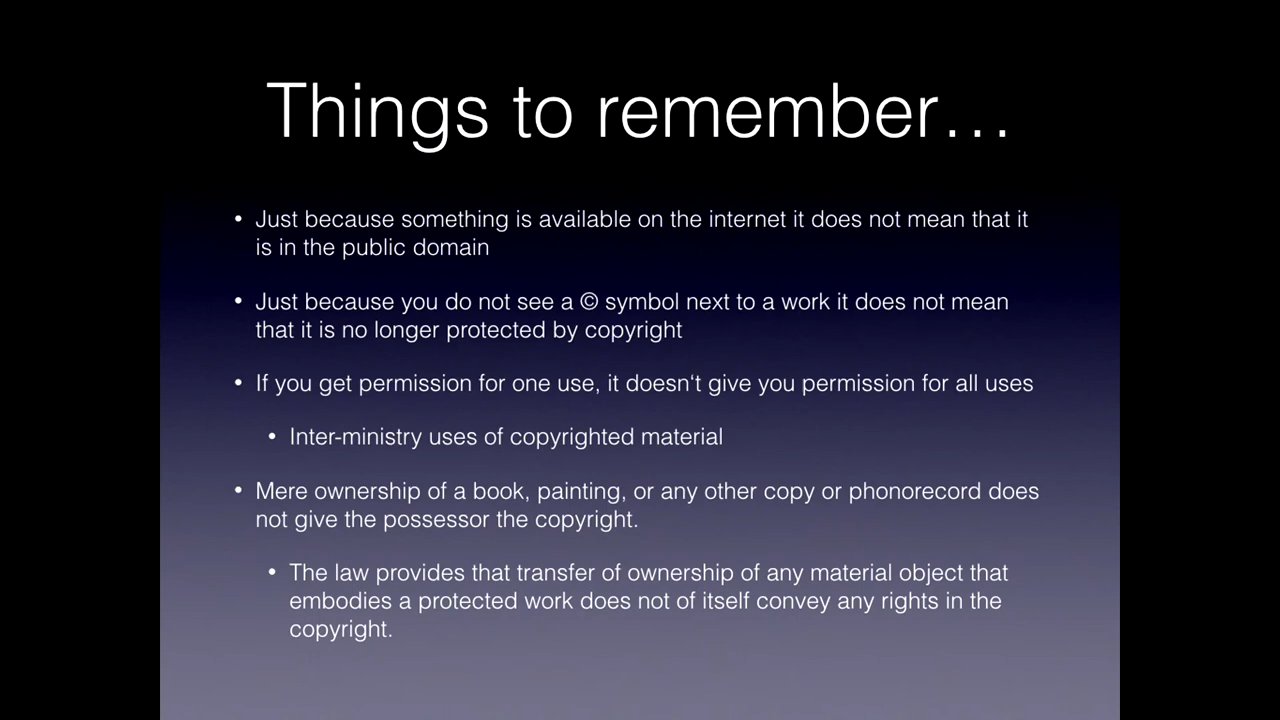 Things to remember…
• Just because something is available on the internet it does not mean that it
is in the public domain
• Just because you do not see a © symbol next to a work it does not mean
that it is no longer protected by copyright
• If you get permission for one use, it doesn‘t give you permission for all uses
• Inter-ministry uses of copyrighted material
• Mere ownership of a book, painting, or any other copy or phonorecord does
not give the possessor the copyright.
• The law provides that transfer of ownership of any material object that
embodies a protected work does not of itself convey any rights in the
copyright.